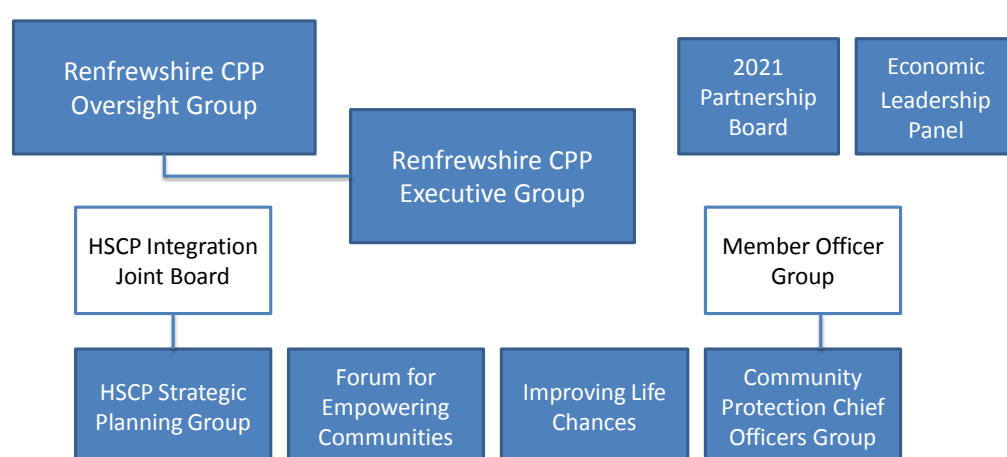 Renfrewshire CPP
Oversight Group
2021
Partnership
Board
Economic
Leadership
Panel
Renfrewshire CPP
Executive Group
HSCP Integration
Joint Board
Member Officer
Group
HSCP Strategic
Planning Group
Forum for
Empowering
Communities
Improving Life
Chances
Community
Protection Chief
Officers Group